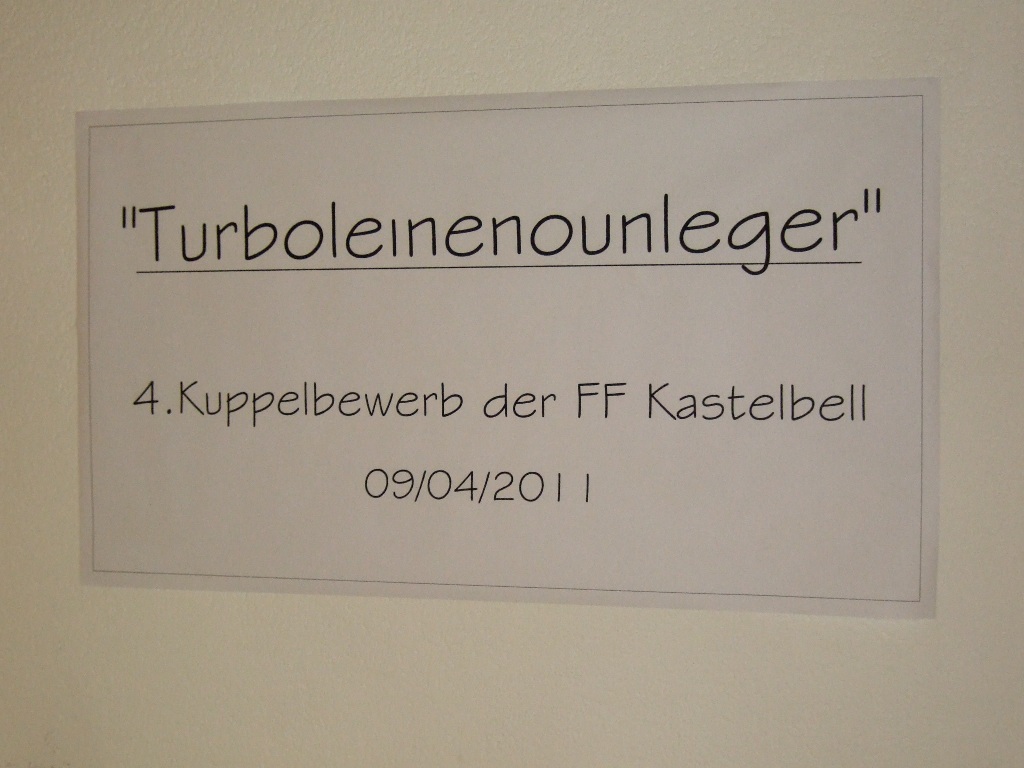 "Turboleinenounleger"
4.Kuppelbewerb der FF Kastelbell
09/04/2011